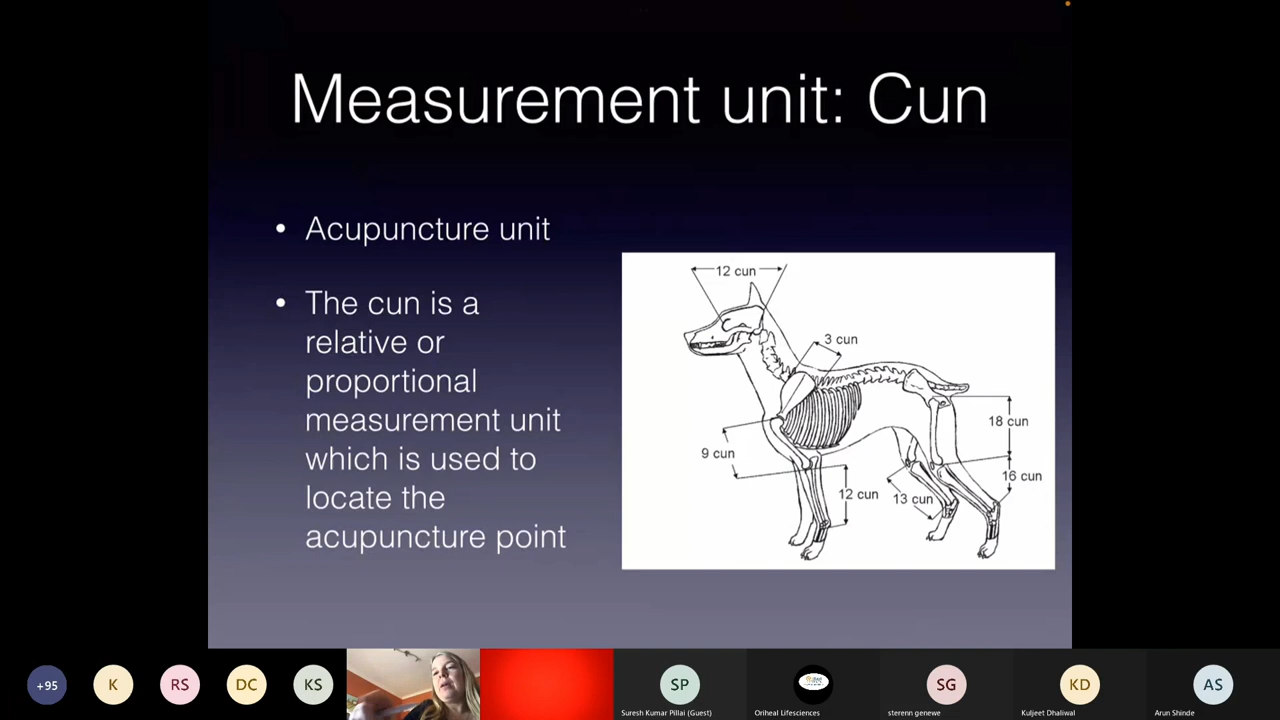 Measurement unit: Cun
• Acupuncture unit
• The cun is a
relative or
proportional
measurement unit
which is used to
locate the
acupuncture point
12 cun
3 cun
18 cun
9 cun
16 cun
12 cun
13 cun
+95
K
RS
DC
KS
SP
SG
KD
AS
Suresh Kumar Pillai (Guest)
Oriheal Lifesciences
sterenn genewe
Kuljeet Dhaliwal
Arun Shinde